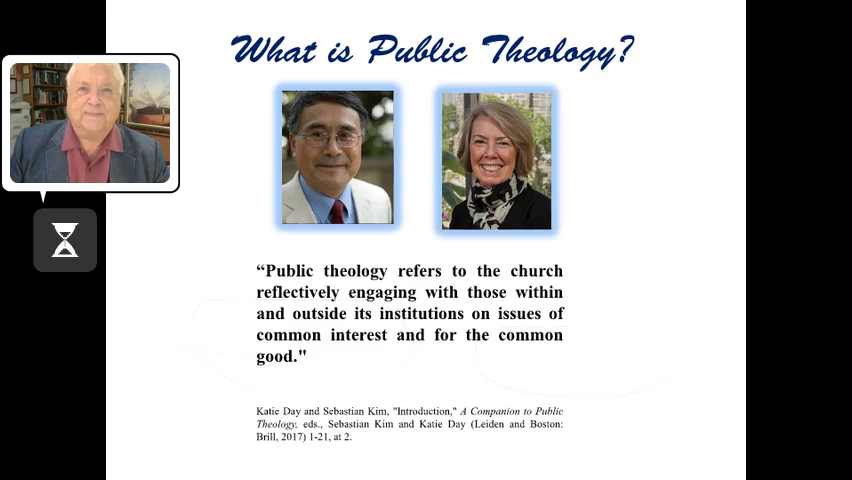 What is Public Theology?
“Public theology refers to the church
reflectively engaging with those within
and outside its institutions on issues of
common interest and for the common
good."
Katie Day and Sebastian Kim, "Introduction," A Companion to Public
Theology, eds., Sebastian Kim and Katie Day (Leiden and Boston:
Brill, 2017) 1-21, at 2.